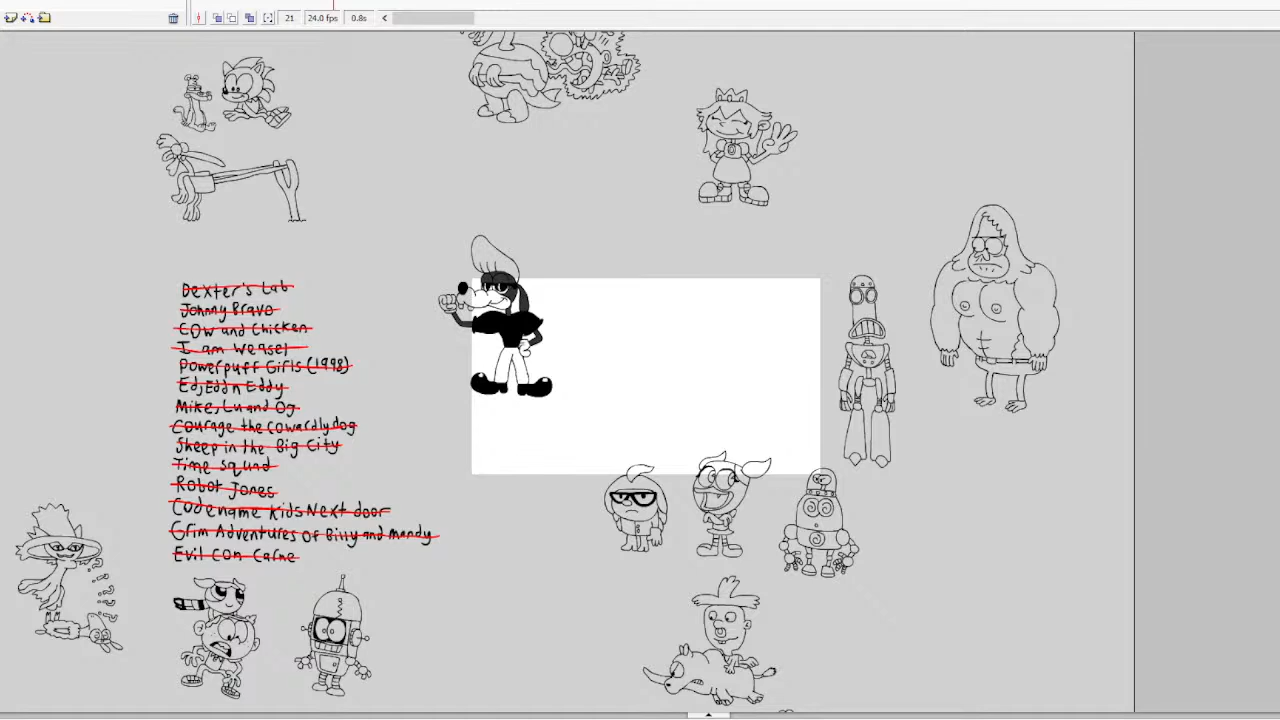 21 24.0 fps 0.8s
Dexter's Lab
Johnny Bravo
Cow and Chicken
I am Weasel
Powerpuff Girls (1998)
Ed,Edd n Eddy
Mike, Lu and Og
Courage the cowardly dog
Sheep in the Big City
Time squad
Robot Jones
Codename Kids Next door
Grim Adventures Of Billy and mandy
Evil Con Carne